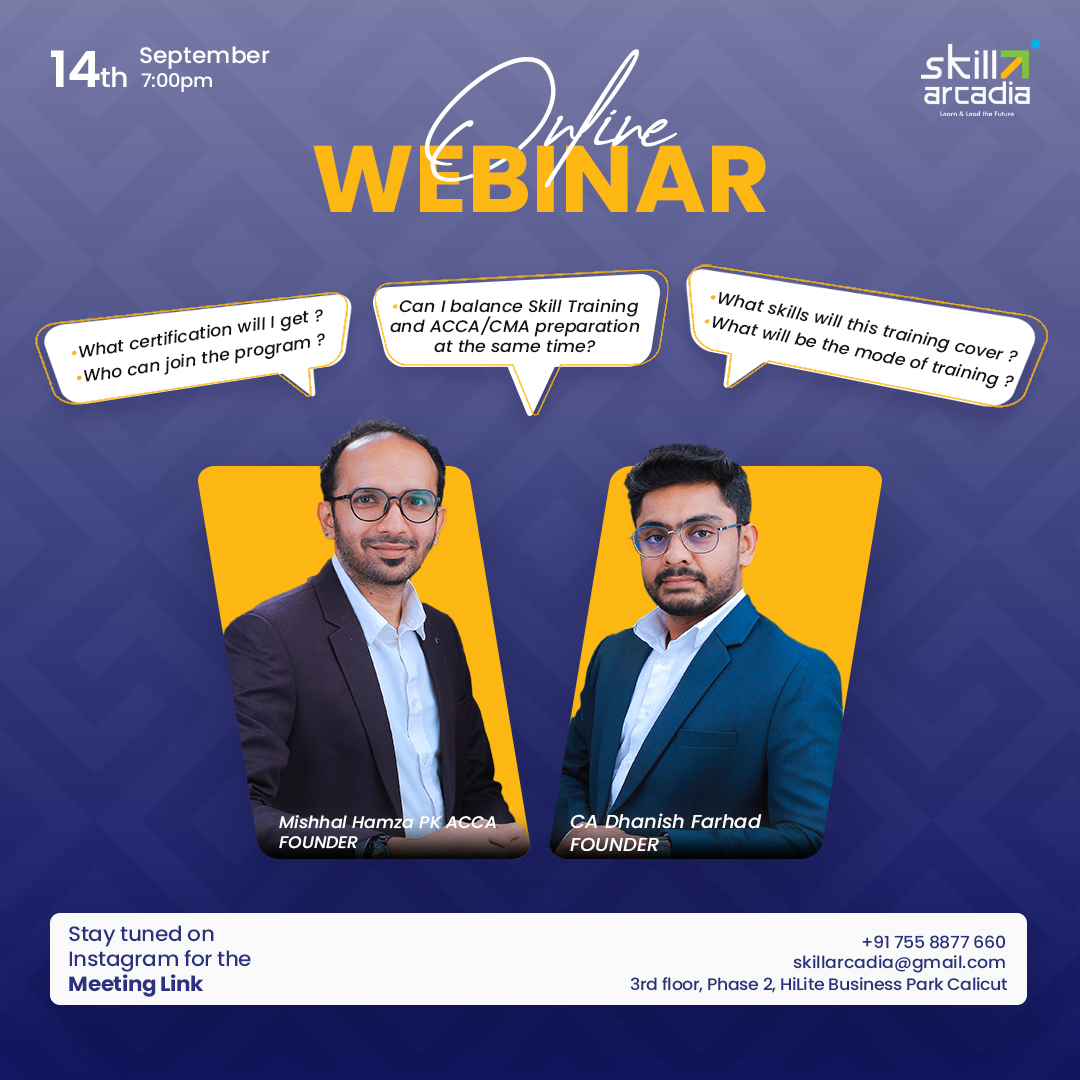 14th
September
7:00pm
skill
arcadia
Learn & Lead the Future
Online
WEBINAR
•What certification will I get ?
•Who can join the program ?
•Can I balance Skill Training
and ACCA/CMA preparation
at the same time?
•What skills will this training cover ?
•What will be the mode of training ?
Mishhal Hamza PK ACCA
FOUNDER
CA Dhanish Farhad
FOUNDER
Stay tuned on
Instagram for the
Meeting Link
+91 755 8877 660
skillarcadia@gmail.com
3rd floor, Phase 2, HiLite Business Park Calicut